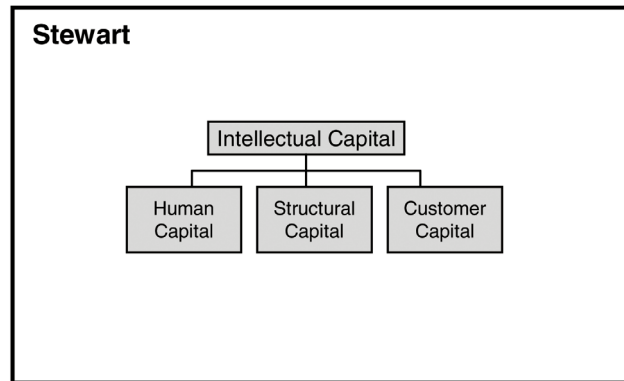 Stewart
Intellectual Capital
Human
Capital
Structural
Capital
Customer
Capital